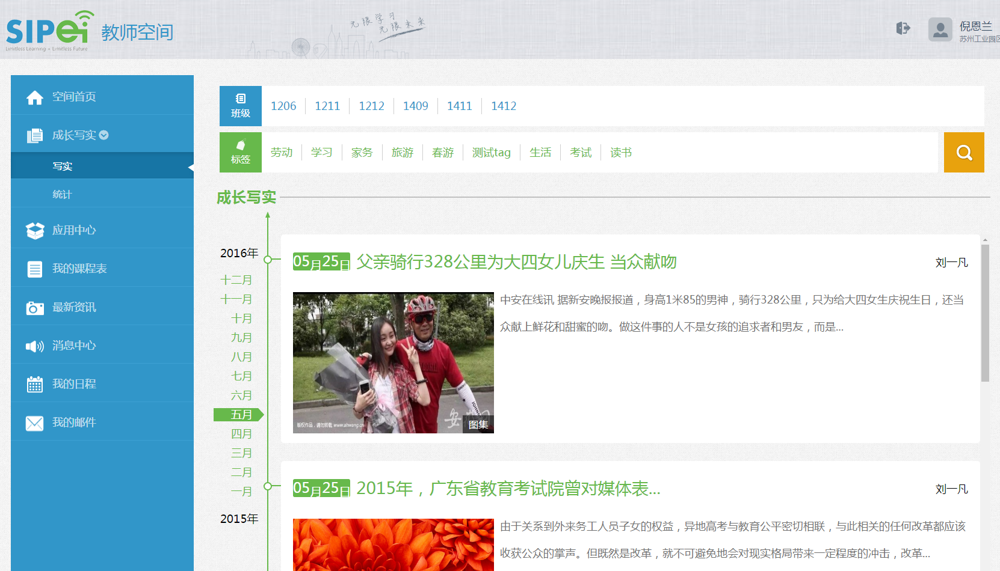 SIPei 教师空间
Limitless Learning + Limitless Future
无限学习
无限未来
倪恩兰
苏州工业园区
空间首页
成长写实
写实
统计
应用中心
我的课程表
最新资讯
消息中心
我的日程
我的邮件
班级
1206 1211 1212 1409 1411 1412
标签
劳动 学习 家务 旅游 春游 测试tag 生活 考试 读书
成长写实
2016年
十二月
十一月
十月
九月
八月
七月
六月
五月
四月
三月
二月
一月
2015年
05月25日 父亲骑行328公里为大四女儿庆生 当众献吻
刘一凡
中安在线讯 据新安晚报报道，身高1米85的男神，骑行328公里，只为给大四女生庆祝生日，还当
众献上鲜花和甜蜜的吻。做这件事的人不是女孩的追求者和男友，而是...
版权作品，请勿转载 www.ahwang.cn
图集
05月25日 2015年，广东省教育考试院曾对媒体表...
刘一凡
由于关系到外来务工人员子女的权益，异地高考与教育公平密切相联，与此相关的任何改革都应该
收获公众的掌声。但既然是改革，就不可避免地会对现实格局带来一定程度的冲击，改革...